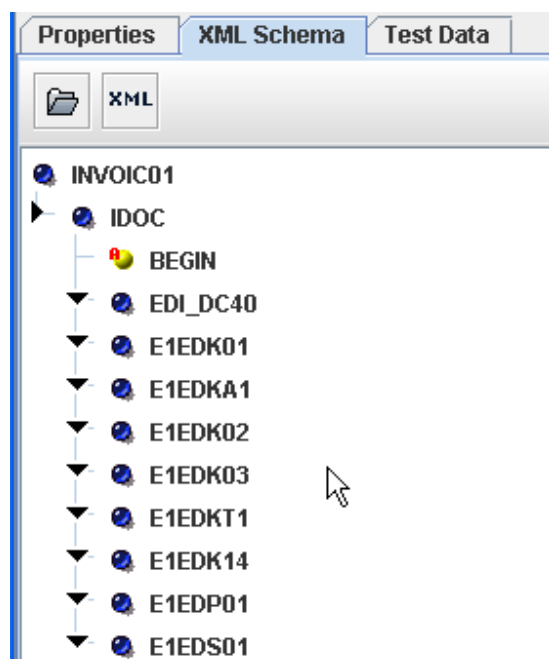 Properties XML Schema Test Data
XML
INVOIC01
IDOC
BEGIN
EDI_DC40
E1EDK01
E1EDKA1
E1EDK02
E1EDK03
E1EDKT1
E1EDK14
E1EDP01
E1EDS01